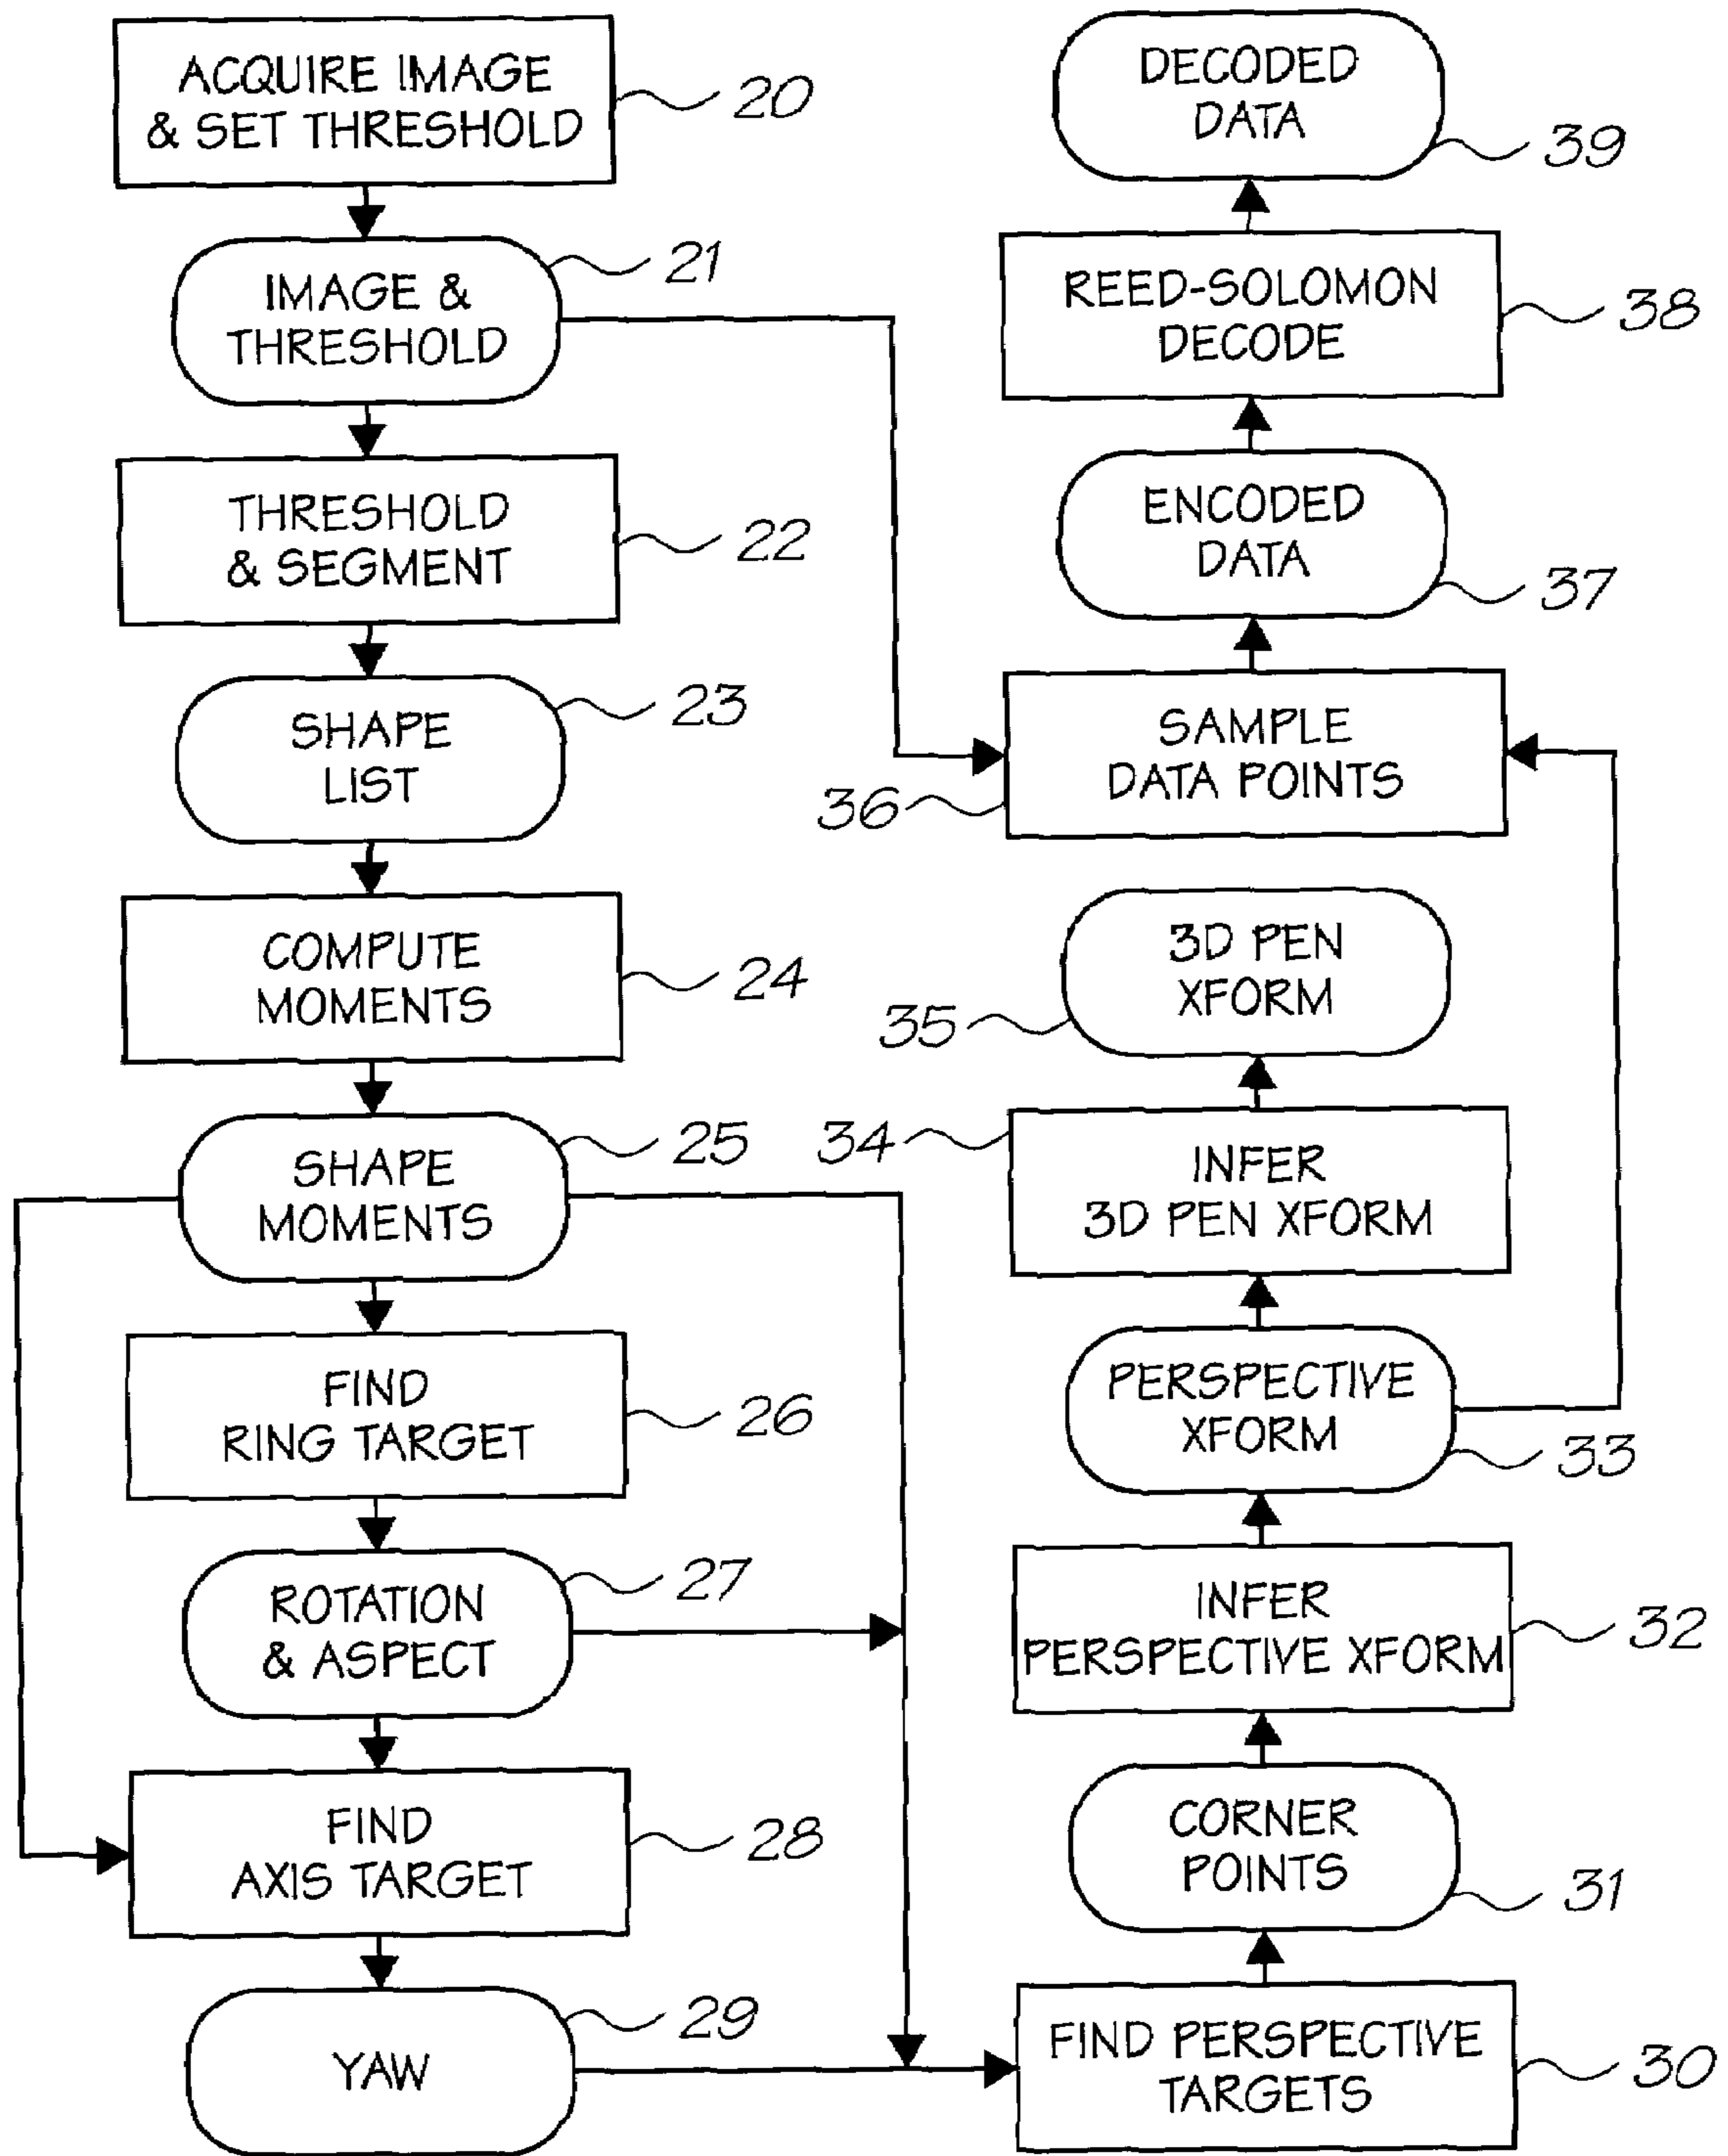 ACQUIRE IMAGE
& SET THRESHOLD
20
IMAGE &
THRESHOLD
21
THRESHOLD
& SEGMENT
22
SHAPE
LIST
23
COMPUTE
MOMENTS
24
SHAPE
MOMENTS
25
FIND
RING TARGET
26
ROTATION
& ASPECT
27
FIND
AXIS TARGET
28
YAW
29
FIND PERSPECTIVE
TARGETS
30
CORNER
POINTS
31
INFER
PERSPECTIVE XFORM
32
PERSPECTIVE
XFORM
33
INFER
3D PEN XFORM
34
3D PEN
XFORM
35
SAMPLE
DATA POINTS
36
ENCODED
DATA
37
REED-SOLOMON
DECODE
38
DECODED
DATA
39